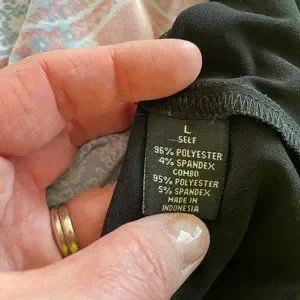 L
SELF
96% POLYESTER
4% SPANDEX
COMBO
95% POLYESTER
5% SPANDEX
MADE IN
INDONESIA